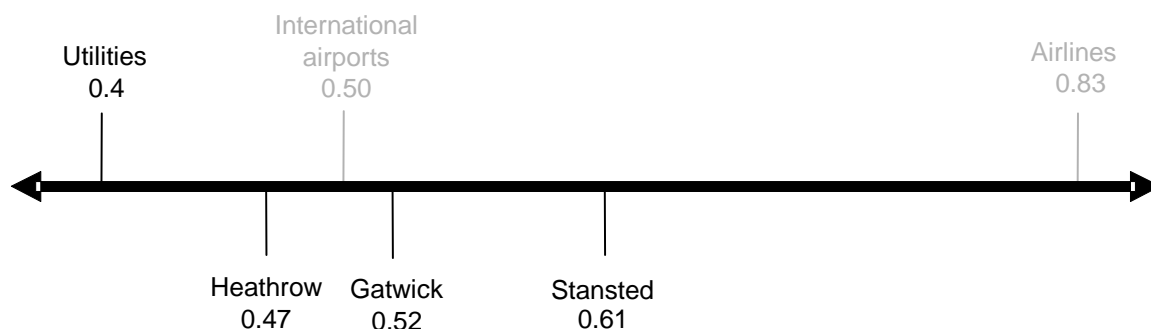 International
airports
0.50
Utilities
0.4
Airlines
0.83
Heathrow
0.47
Gatwick
0.52
Stansted
0.61